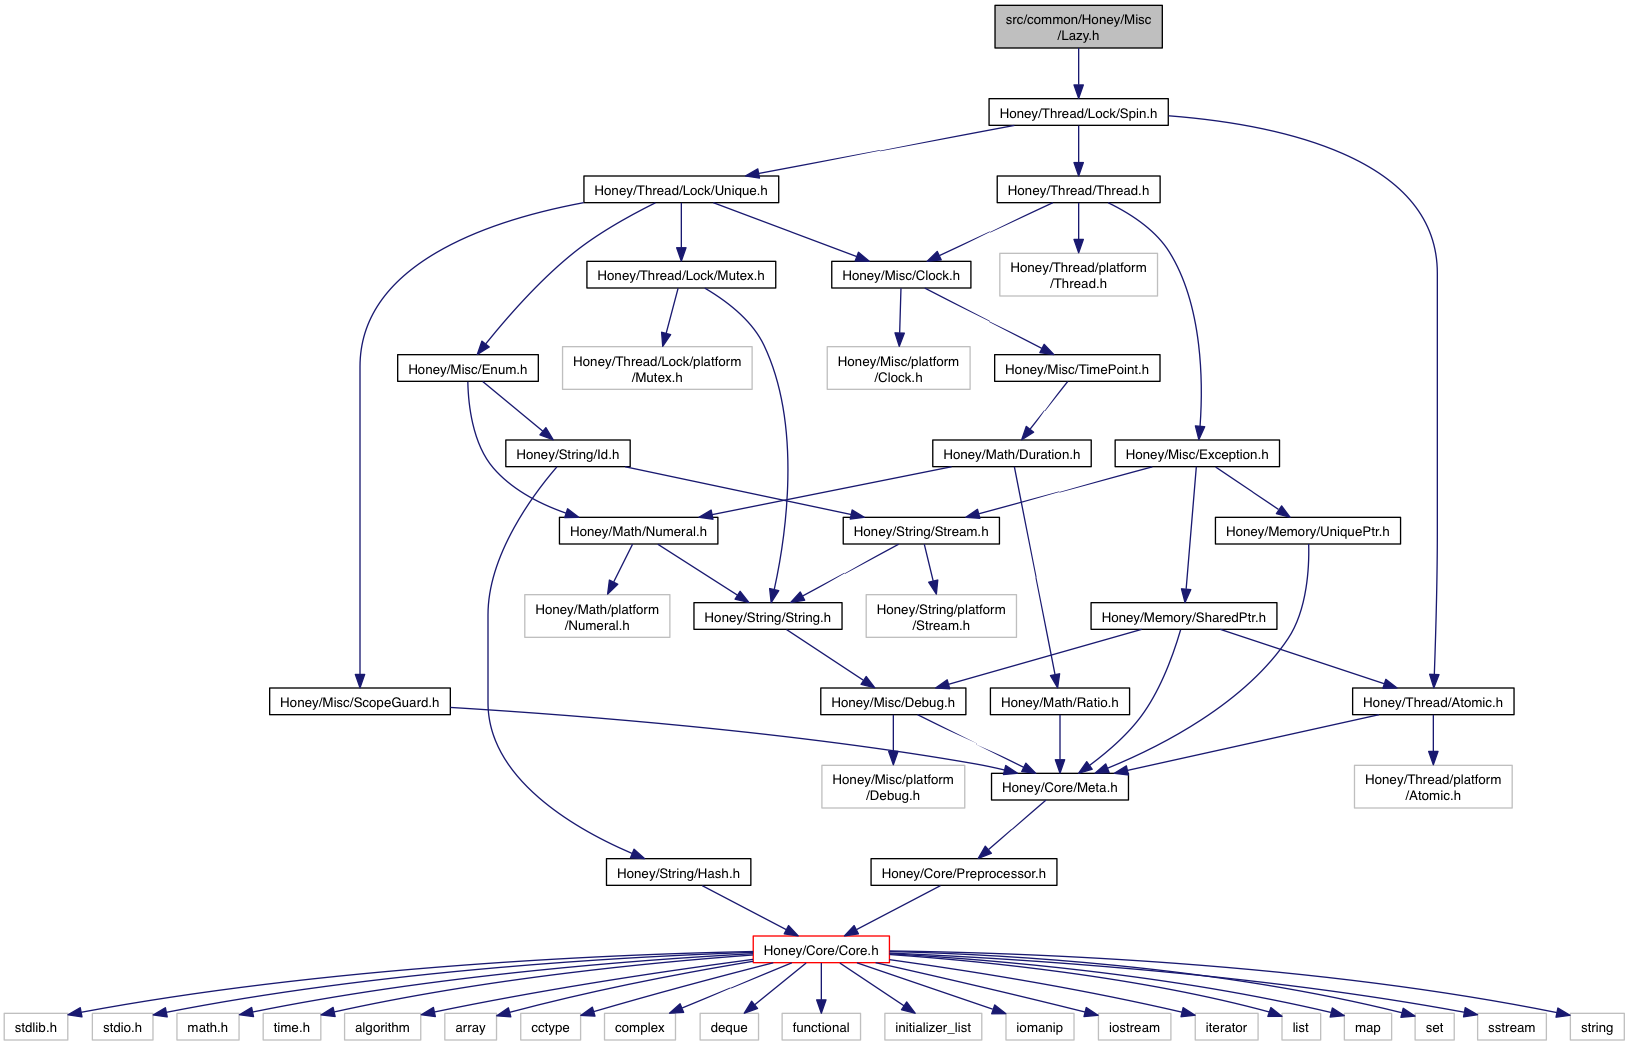 src/common/Honey/Misc
/Lazy.h
Honey/Thread/Lock/Spin.h
Honey/Thread/Lock/Unique.h
Honey/Thread/Thread.h
Honey/Thread/Lock/Mutex.h
Honey/Misc/Clock.h
Honey/Thread/platform
/Thread.h
Honey/Misc/Enum.h
Honey/Thread/Lock/platform
/Mutex.h
Honey/Misc/platform
/Clock.h
Honey/Misc/TimePoint.h
Honey/String/Id.h
Honey/Math/Duration.h
Honey/Misc/Exception.h
Honey/Math/Numeral.h
Honey/String/Stream.h
Honey/Memory/UniquePtr.h
Honey/Math/platform
/Numeral.h
Honey/String/String.h
Honey/String/platform
/Stream.h
Honey/Memory/SharedPtr.h
Honey/Misc/ScopeGuard.h
Honey/Misc/Debug.h
Honey/Math/Ratio.h
Honey/Thread/Atomic.h
Honey/Misc/platform
/Debug.h
Honey/Core/Meta.h
Honey/Thread/platform
/Atomic.h
Honey/String/Hash.h
Honey/Core/Preprocessor.h
Honey/Core/Core.h
stdlib.h
stdio.h
math.h
time.h
algorithm
array
cctype
complex
deque
functional
initializer_list
iomanip
iostream
iterator
list
map
set
sstream
string